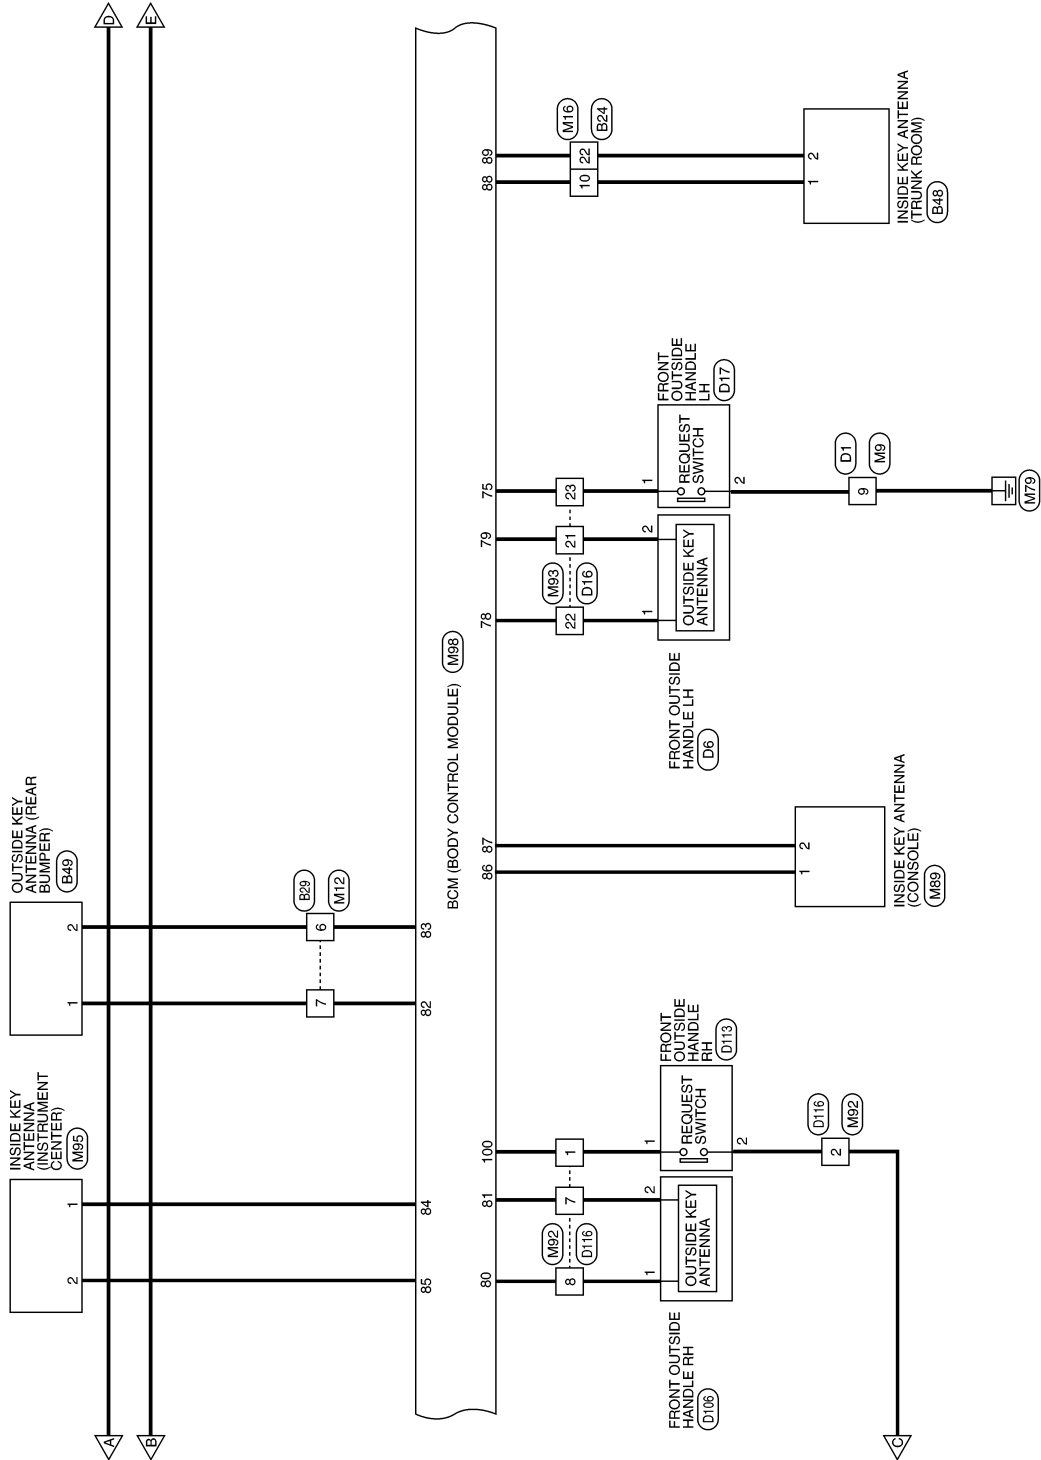 D
E
A
B
C
OUTSIDE KEY
ANTENNA (REAR
BUMPER)
B49
2
1
B29
M12
6
7
83
82
INSIDE KEY
ANTENNA
(INSTRUMENT
CENTER)
M95
1
2
84
85
BCM (BODY CONTROL MODULE)
M98
89
88
M16
B24
22
10
2
1
INSIDE KEY ANTENNA
(TRUNK ROOM)
B48
75
79
78
23
21
22
M93
D16
1
2
1
FRONT
OUTSIDE
HANDLE
LH
D17
REQUEST
SWITCH
2
OUTSIDE KEY
ANTENNA
FRONT OUTSIDE
HANDLE LH
D6
D1
M9
9
M79
87
86
2
1
INSIDE KEY ANTENNA
(CONSOLE)
M89
100
81
80
1
7
8
M92
D116
1
2
1
FRONT
OUTSIDE
HANDLE
RH
D113
REQUEST
SWITCH
2
OUTSIDE KEY
ANTENNA
FRONT OUTSIDE
HANDLE RH
D106
D116
M92
2